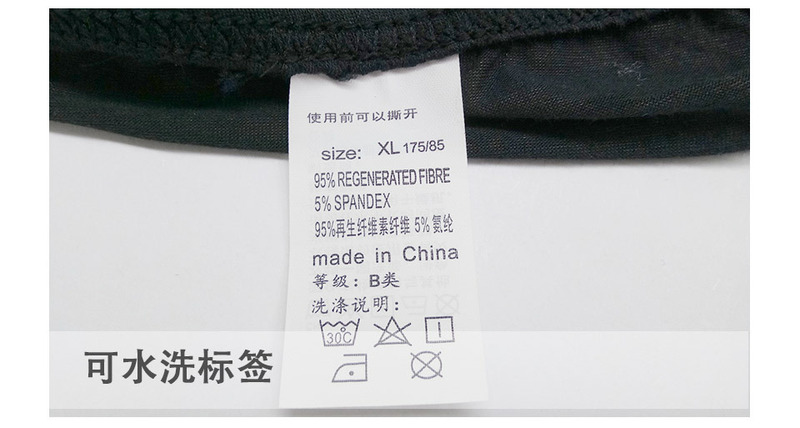 使用前可以撕开
size: XL 175/85
95% REGENERATED FIBRE
5% SPANDEX
95%再生纤维素纤维 5%氨纶
made in China
等级：B类
洗涤说明：
30C
可水洗标签